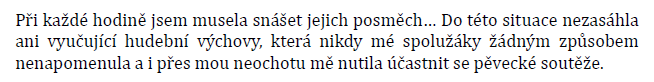 Při každé hodině jsem musela snášet jejich posměch… Do této situace nezasáhla
ani vyučující hudební výchovy, která nikdy mé spolužáky žádným způsobem
nenapomenula a i přes mou neochotu mě nutila účastnit se pěvecké soutěže.